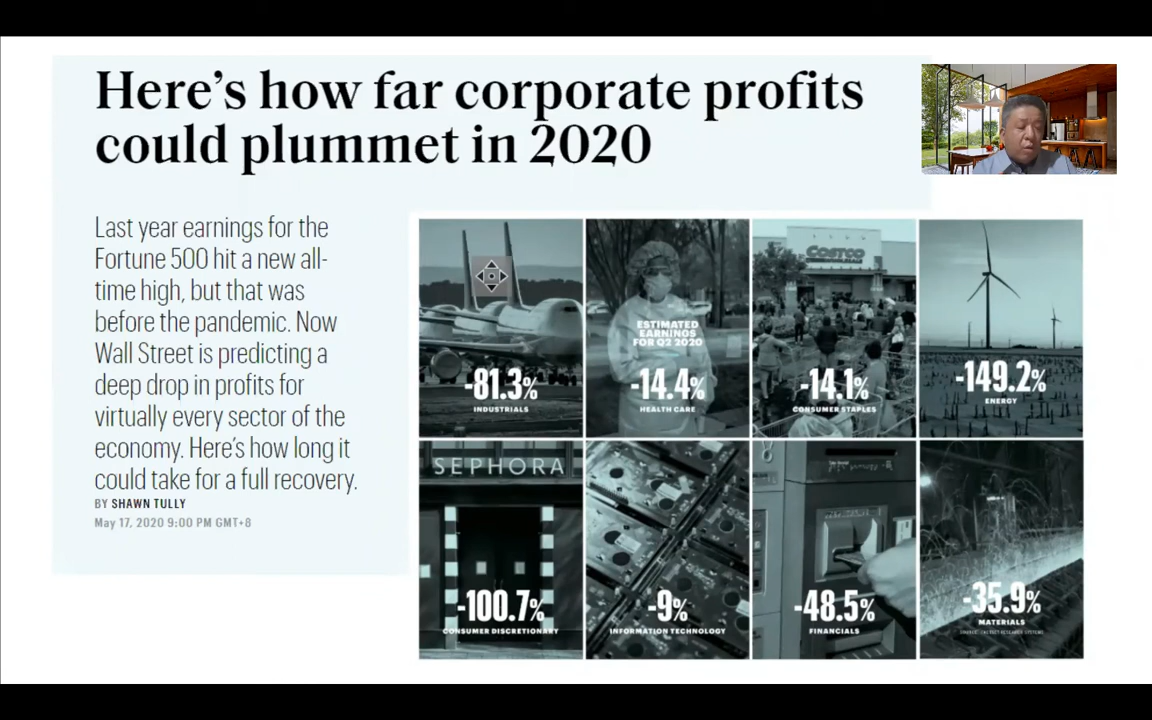 Here's how far corporate profits
could plummet in 2020
Last year earnings for the
Fortune 500 hit a new all-
time high, but that was
before the pandemic. Now
Wall Street is predicting a
deep drop in profits for
virtually every sector of the
economy. Here's how long it
could take for a full recovery.
BY SHAWN TULLY
May 17, 2020 9:00 PM GMT+8
-81.3%
INDUSTRIALS
ESTIMATED
EARNINGS
FOR Q2 2020
-14.4%
HEALTH CARE
COSTCO
-14.1%
CONSUMER STAPLES
-149.2%
ENERGY
SEPHORA
-100.7%
CONSUMER DISCRETIONARY
-9%
INFORMATION TECHNOLOGY
-48.5%
FINANCIALS
-35.9%
MATERIALS